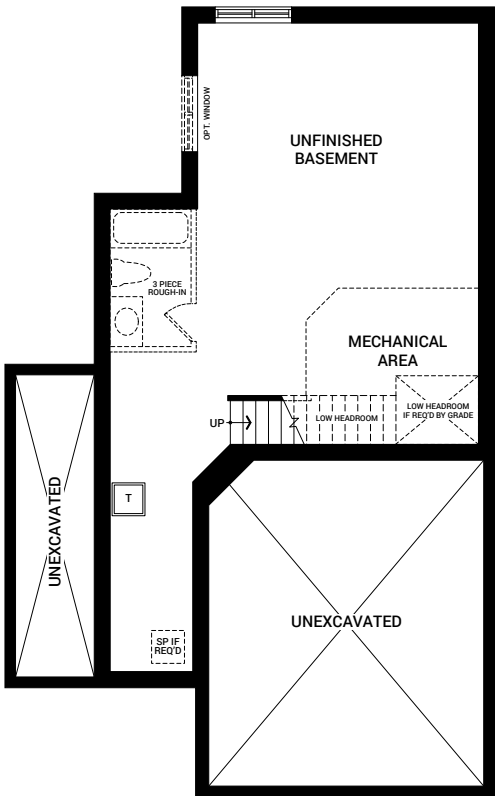 OPT. WINDOW
UNFINISHED
BASEMENT
3 PIECE
ROUGH-IN
MECHANICAL
AREA
LOW HEADROOM
IF REQ'D BY GRADE
LOW HEADROOM
UP
T
UNEXCAVATED
UNEXCAVATED
SP IF
REQ'D